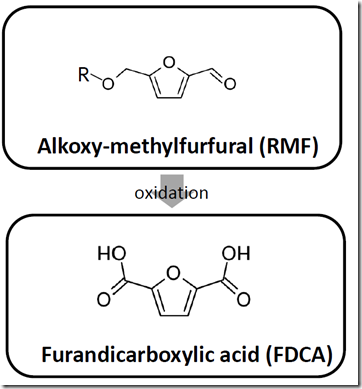 R
O
O
O
Alkoxy-methylfurfural (RMF)
oxidation
HO
O
OH
O
O
Furandicarboxylic acid (FDCA)